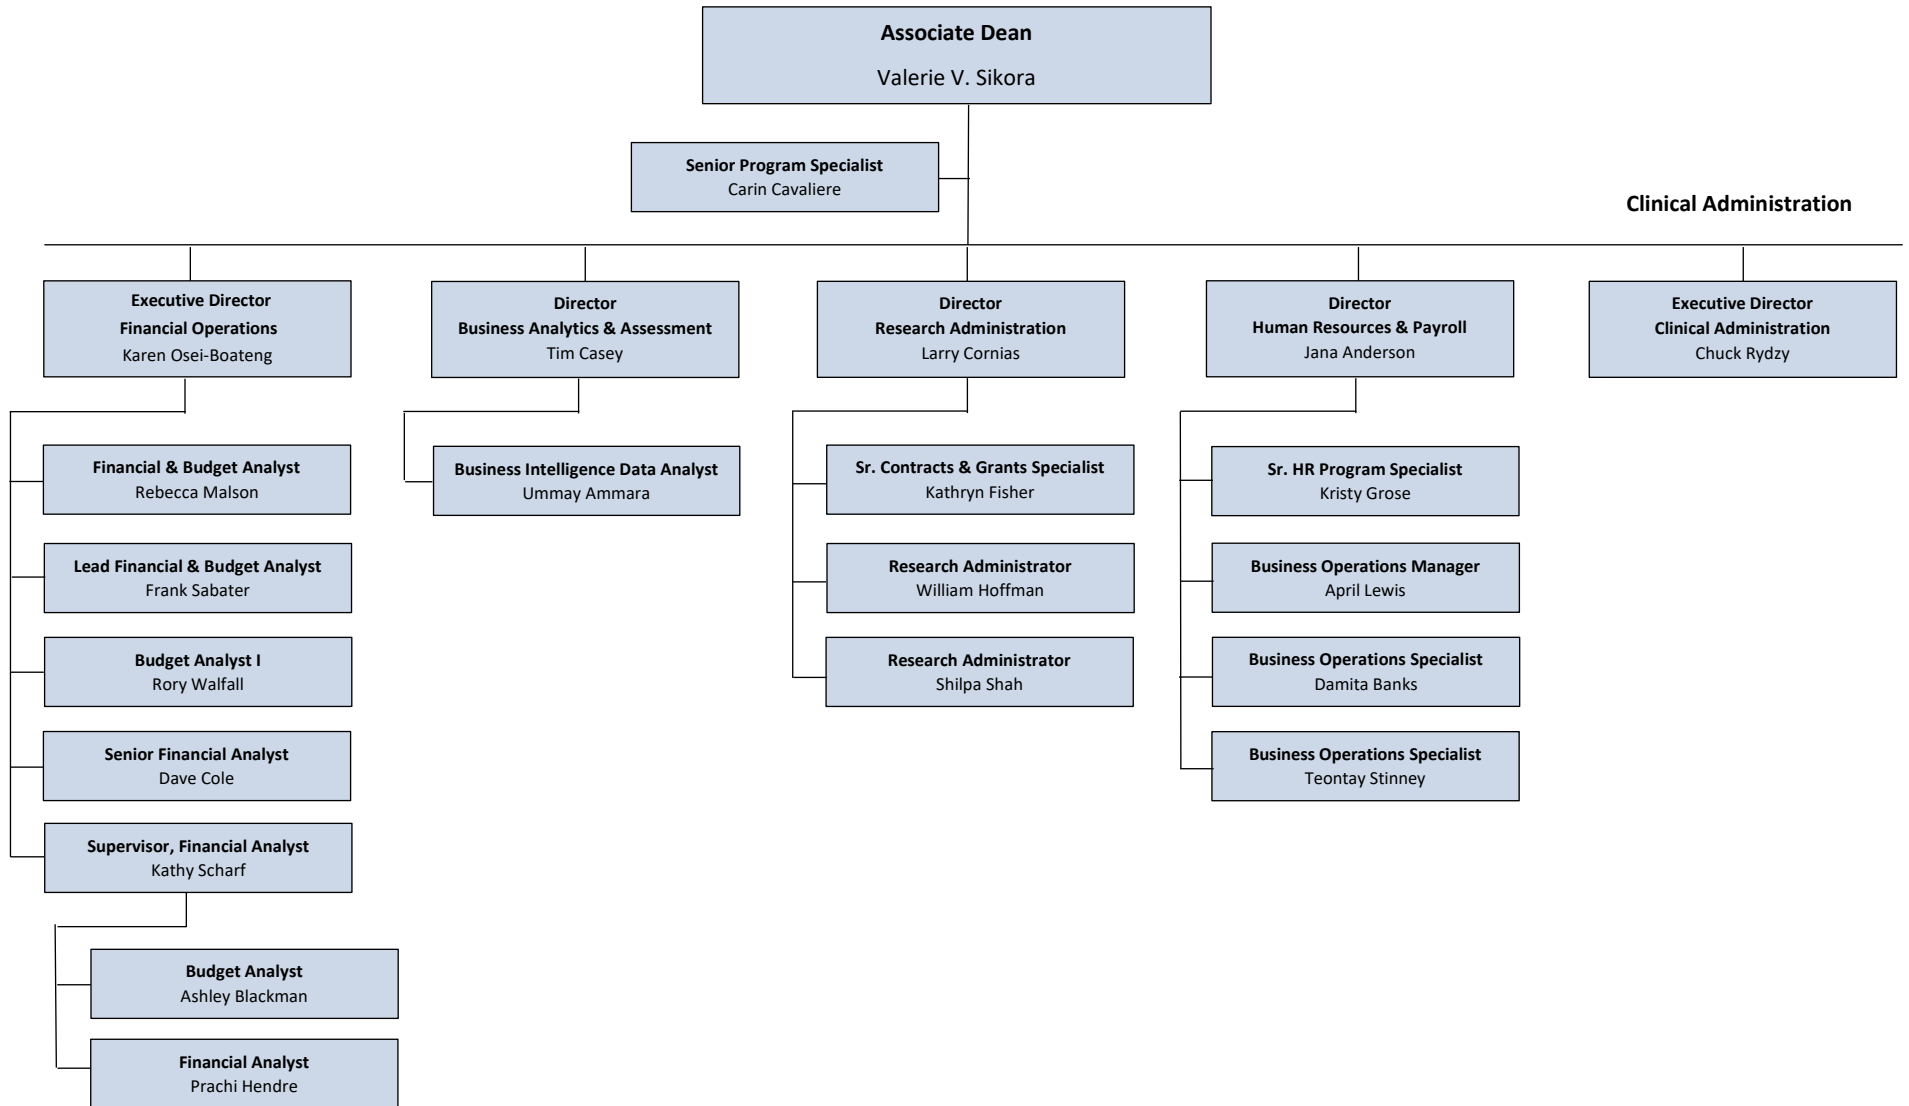 Associate Dean
Valerie V. Sikora
Senior Program Specialist
Carin Cavaliere
Clinical Administration
Executive Director
Financial Operations
Karen Osei-Boateng
Director
Business Analytics & Assessment
Tim Casey
Director
Research Administration
Larry Cornias
Director
Human Resources & Payroll
Jana Anderson
Executive Director
Clinical Administration
Chuck Rydzy
Financial & Budget Analyst
Rebecca Malson
Lead Financial & Budget Analyst
Frank Sabater
Budget Analyst I
Rory Walfall
Senior Financial Analyst
Dave Cole
Supervisor, Financial Analyst
Kathy Scharf
Budget Analyst
Ashley Blackman
Financial Analyst
Prachi Hendre
Business Intelligence Data Analyst
Ummay Ammara
Sr. Contracts & Grants Specialist
Kathryn Fisher
Research Administrator
William Hoffman
Research Administrator
Shilpa Shah
Sr. HR Program Specialist
Kristy Grose
Business Operations Manager
April Lewis
Business Operations Specialist
Damita Banks
Business Operations Specialist
Teontay Stinney